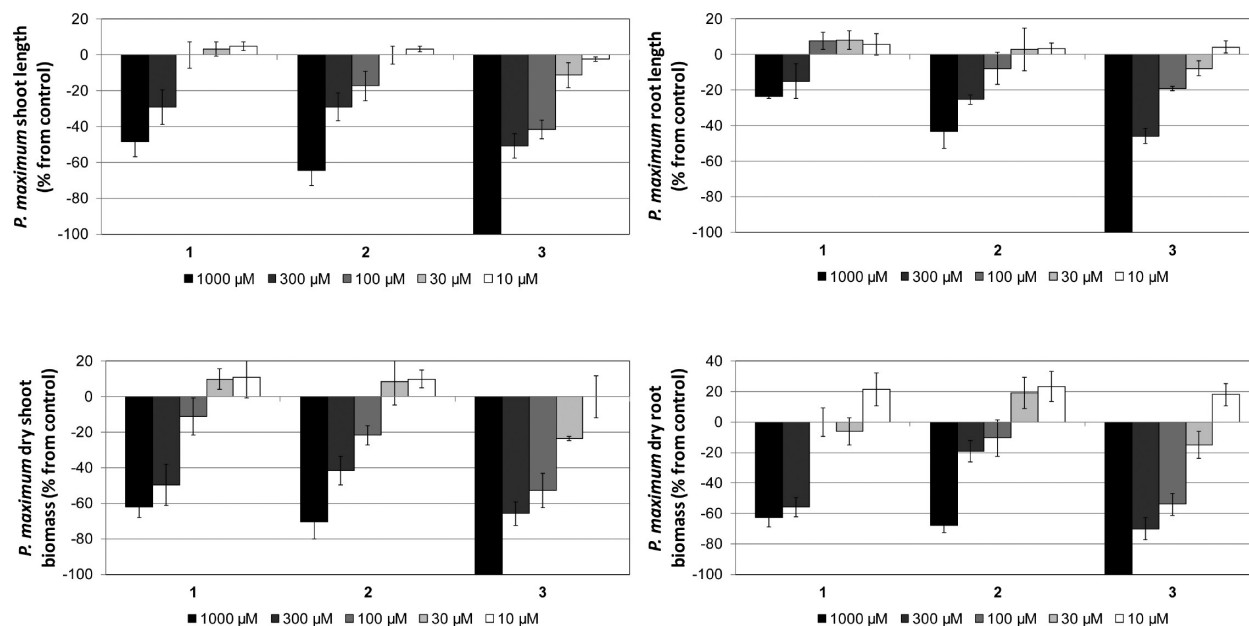 P. maximum shoot length
(% from control)
20
0
-20
-40
-60
-80
-100
1 2 3
1000 µM 300 µM 100 µM 30 µM 10 µM
P. maximum root length
(% from control)
20
0
-20
-40
-60
-80
-100
1 2 3
1000 µM 300 µM 100 µM 30 µM 10 µM
P. maximum dry shoot
biomass (% from control)
20
0
-20
-40
-60
-80
-100
1 2 3
1000 µM 300 µM 100 µM 30 µM 10 µM
P. maximum dry root
biomass (% from control)
40
20
0
-20
-40
-60
-80
-100
1 2 3
1000 µM 300 µM 100 µM 30 µM 10 µM